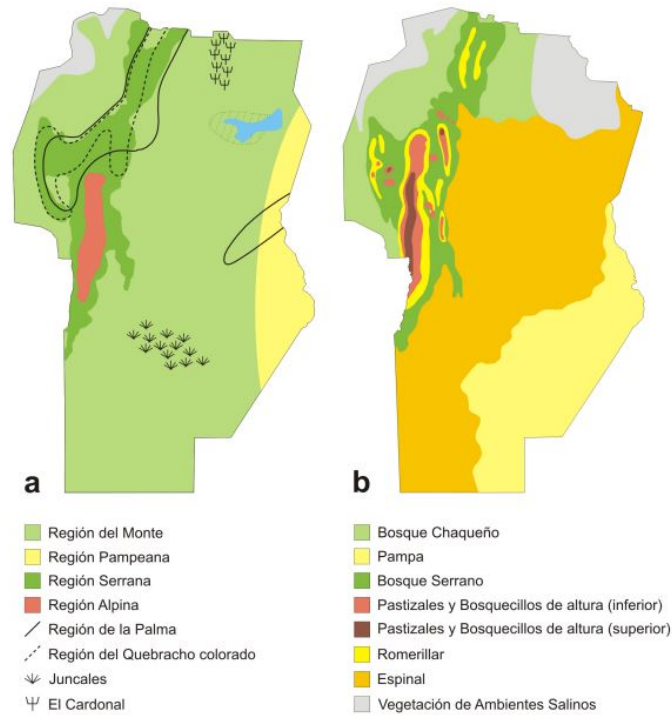 a
Región del Monte
Región Pampeana
Región Serrana
Región Alpina
Región de la Palma
Región del Quebracho colorado
Juncales
El Cardonal
b
Bosque Chaqueño
Pampa
Bosque Serrano
Pastizales y Bosquecillos de altura (inferior)
Pastizales y Bosquecillos de altura (superior)
Romerillar
Espinal
Vegetación de Ambientes Salinos